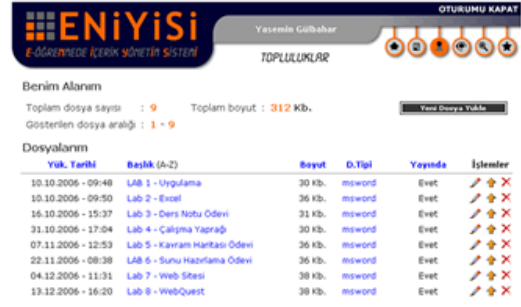 OTURUMU KAPAT
ENiYiSi
E-ÖĞRENMEDE İÇERİK YÖNETİM SİSTEMİ
Yasemin Gülbahar
TOPLULUKLAR
Benim Alanım
Toplam dosya sayısı : 9 Toplam boyut : 312 Kb.
Yeni Dosya Yükle
Gösterilen dosya aralığı : 1 - 9
Dosyalarım
Yük. Tarihi Başlık (A-Z) Boyut D.Tipi Yayında İşlemler
10.10.2006 - 09:48 LAB 1 - Uygulama 30 Kb. msword Evet
10.10.2006 - 09:50 Lab 2 - Excel 36 Kb. msword Evet
16.10.2006 - 15:37 Lab 3 - Ders Notu Ödevi 31 Kb. msword Evet
31.10.2006 - 17:04 Lab 4 - Çalışma Yaprağı 30 Kb. msword Evet
07.11.2006 - 12:53 Lab 5 - Kavram Haritası Ödevi 36 Kb. msword Evet
22.11.2006 - 08:38 LAB 6 - Sunu Hazırlama Ödevi 36 Kb. msword Evet
04.12.2006 - 11:31 Lab 7 - Web Sitesi 38 Kb. msword Evet
13.12.2006 - 16:20 Lab 8 - WebQuest 38 Kb. msword Evet